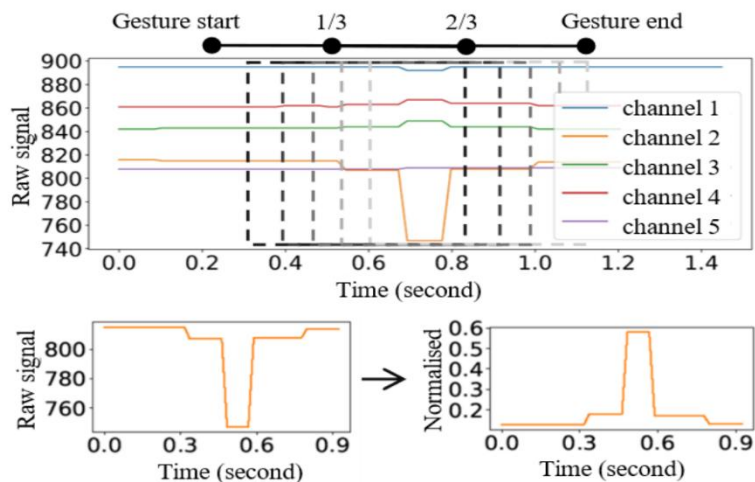 Gesture start 1/3 2/3 Gesture end
900
880
860
840
820
800
780
760
740
Raw signal
channel 1
channel 2
channel 3
channel 4
channel 5
0.0 0.2 0.4 0.6 0.8 1.0 1.2 1.4
Time (second)
Raw signal
800
780
760
0.0 0.3 0.6 0.9
Time (second)
Normalised
0.6
0.5
0.4
0.3
0.2
0.0 0.3 0.6 0.9
Time (second)